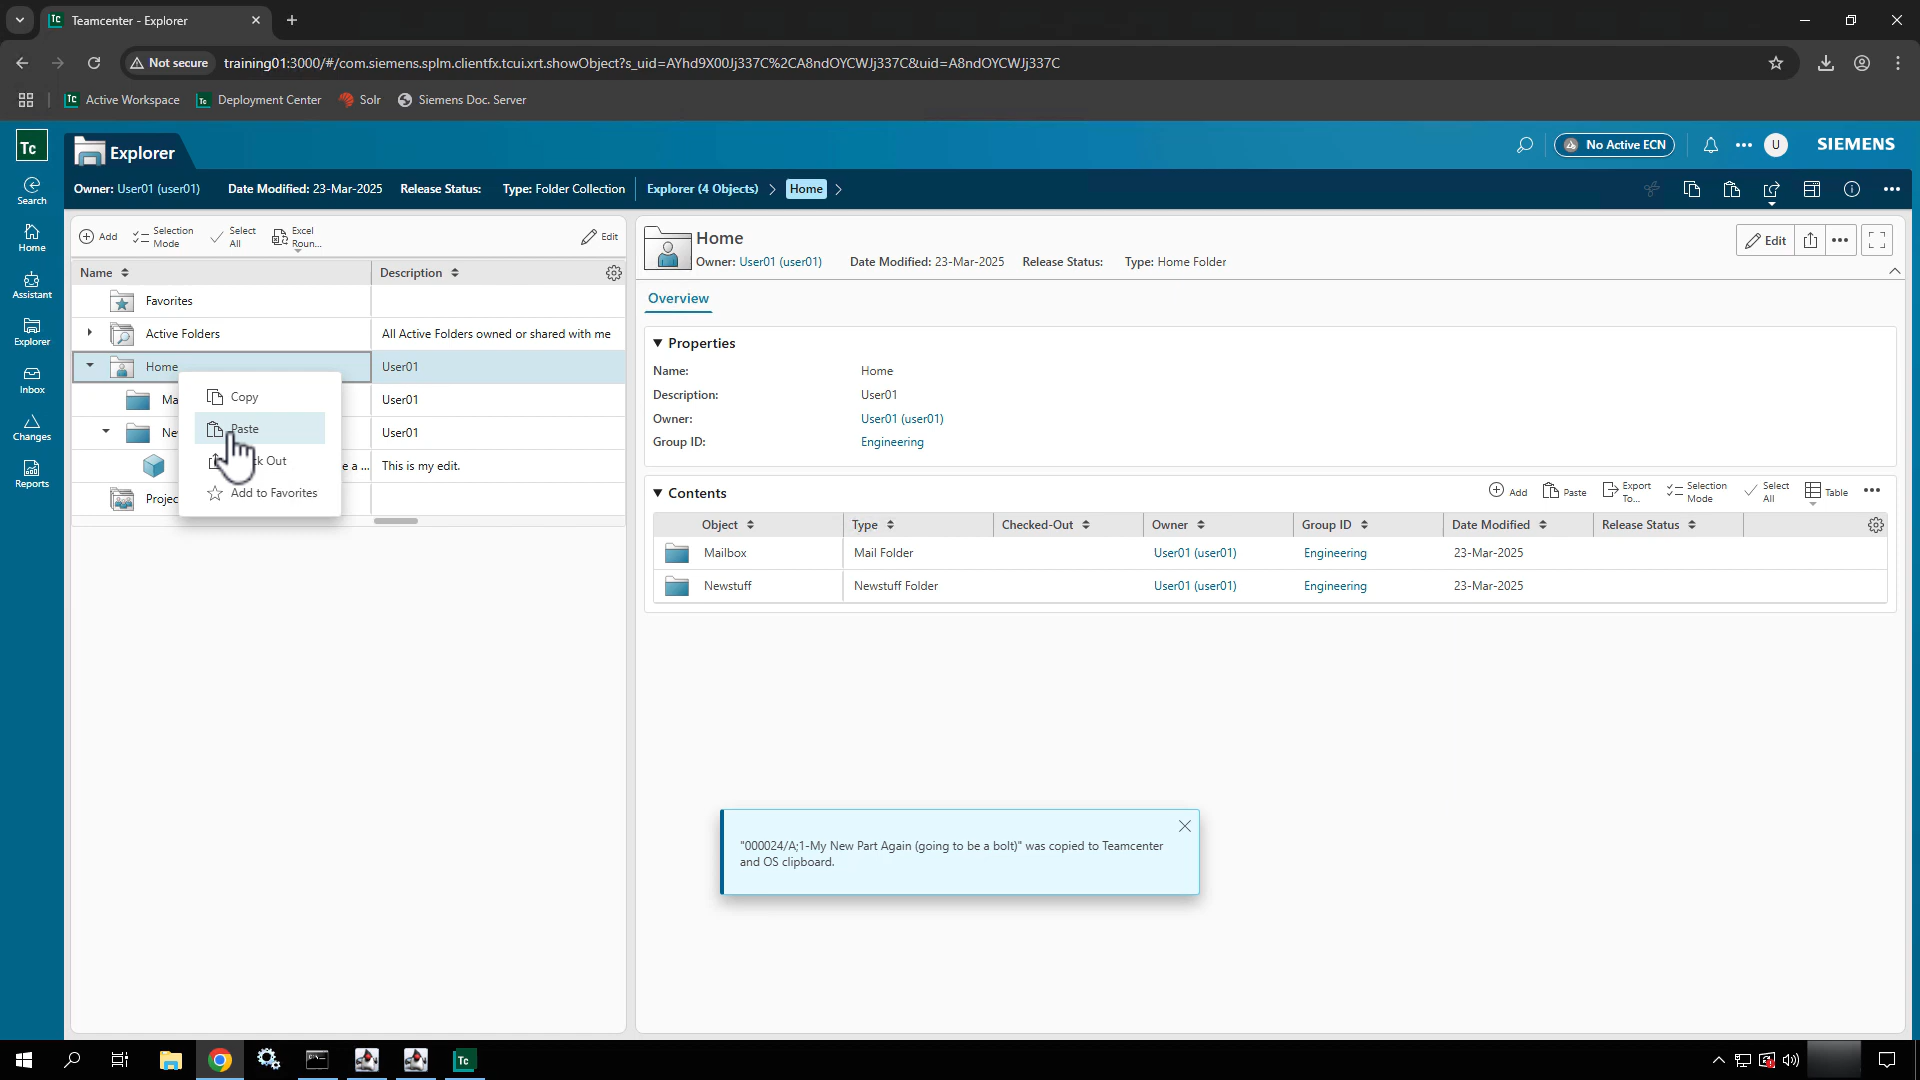 Teamcenter - Explorer
Not secure
training01:3000/#/com.siemens.splm.clientfx.tcui.xrt.showObject?s_uid=AYhd9X00Jj337C%2CA8ndOYCWJj337C&uid=A8ndOYCWJj337C
Active Workspace
Deployment Center
Solr
Siemens Doc. Server
Tc
Explorer
No Active ECN
U
SIEMENS
Owner: User01 (user01)
Date Modified: 23-Mar-2025
Release Status:
Type: Folder Collection
Explorer (4 Objects)
Home
Search
Home
Assistant
Explorer
Inbox
Changes
Reports
Add
Selection Mode
Select All
Excel Roun...
Edit
Name
Description
Favorites
Active Folders
All Active Folders owned or shared with me
Home
User01
Ma
User01
Ne
User01
e a ...
This is my edit.
Projec
Copy
Paste
ck Out
Add to Favorites
Home
Owner: User01 (user01)
Date Modified: 23-Mar-2025
Release Status:
Type: Home Folder
Edit
Overview
Properties
Name:
Home
Description:
User01
Owner:
User01 (user01)
Group ID:
Engineering
Contents
Add
Paste
Export To...
Selection Mode
Select All
Table
Object
Type
Checked-Out
Owner
Group ID
Date Modified
Release Status
Mailbox
Mail Folder
User01 (user01)
Engineering
23-Mar-2025
Newstuff
Newstuff Folder
User01 (user01)
Engineering
23-Mar-2025
"000024/A;1-My New Part Again (going to be a bolt)" was copied to Teamcenter
and OS clipboard.
Tc